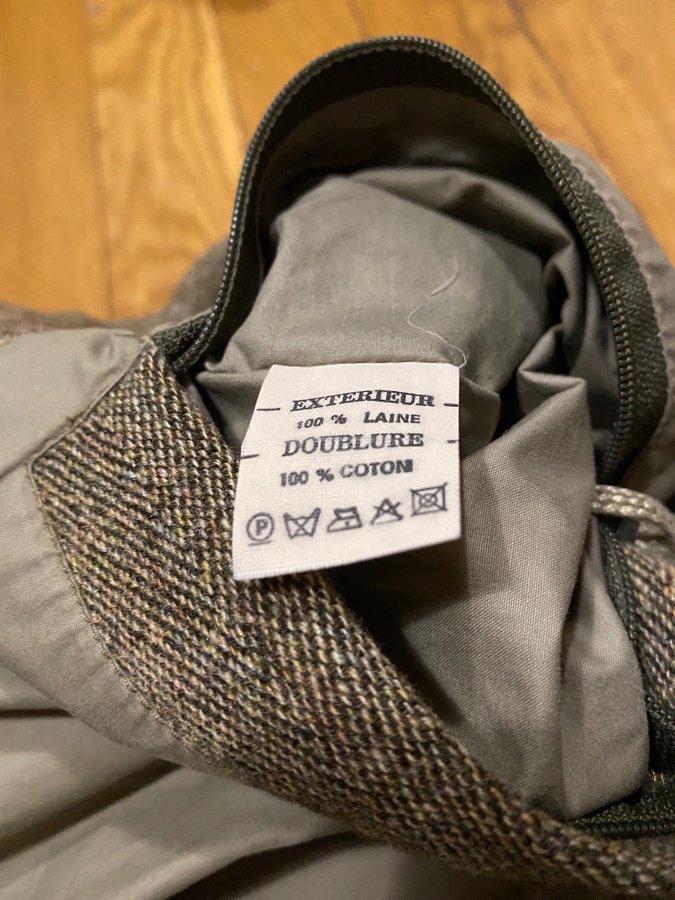 EXTERIEUR
100 % LAINE
DOUBLURE
100 % COTON
P